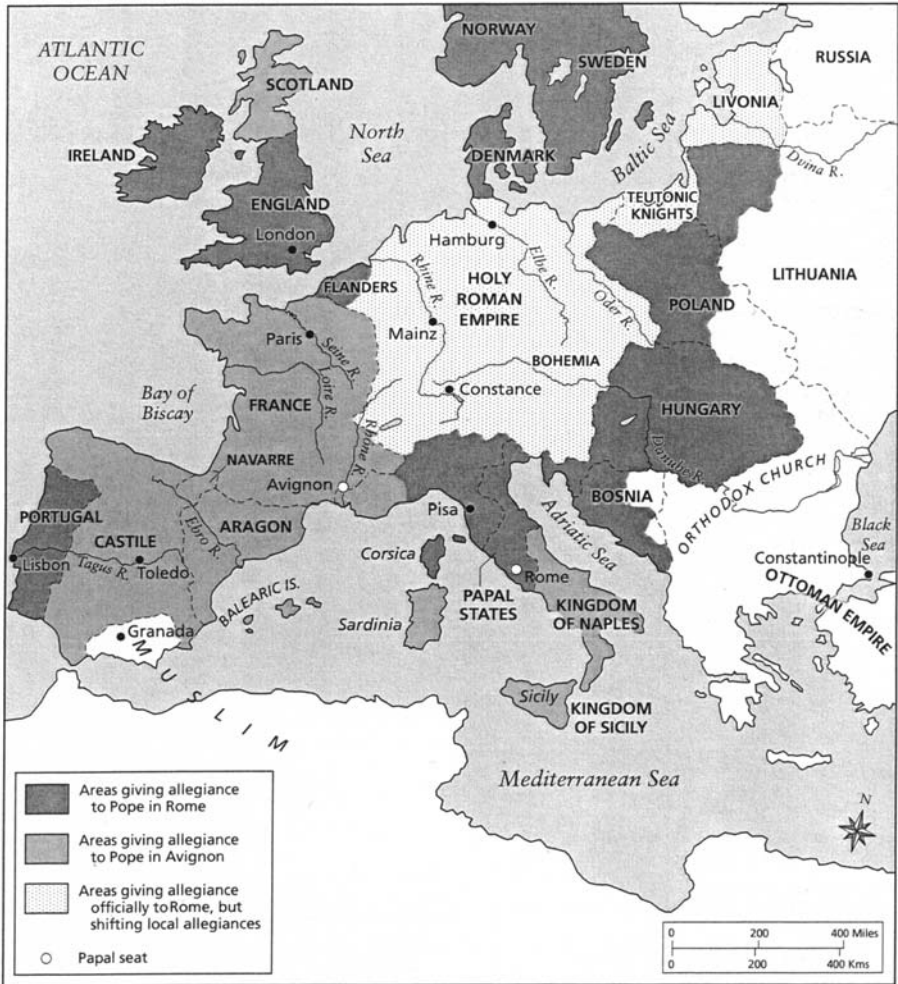 ATLANTIC
OCEAN
NORWAY
SWEDEN
RUSSIA
SCOTLAND
LIVONIA
North
Sea
IRELAND
DENMARK
Baltic Sea
Dvina R.
ENGLAND
London
TEUTONIC
KNIGHTS
Hamburg
Elbe R.
LITHUANIA
FLANDERS
Rhine R.
HOLY
ROMAN
EMPIRE
Oder R.
POLAND
Paris
Seine R.
Mainz
BOHEMIA
Bay of
Biscay
Loire R.
FRANCE
Constance
HUNGARY
Rhone R.
NAVARRE
Danube R.
Avignon
BOSNIA
ORTHODOX CHURCH
PORTUGAL
CASTILE
Ebro R.
ARAGON
Pisa
Adriatic Sea
Black
Sea
Lisbon
Tagus R.
Toledo
Corsica
Rome
Constantinople
BALEARIC IS.
PAPAL
STATES
KINGDOM
OF NAPLES
OTTOMAN EMPIRE
Sardinia
Granada
MUSLIM
Sicily
KINGDOM
OF SICILY
Mediterranean Sea
Areas giving allegiance
to Pope in Rome
Areas giving allegiance
to Pope in Avignon
Areas giving allegiance
officially to Rome, but
shifting local allegiances
Papal seat
N
0 200 400 Miles
0 200 400 Kms